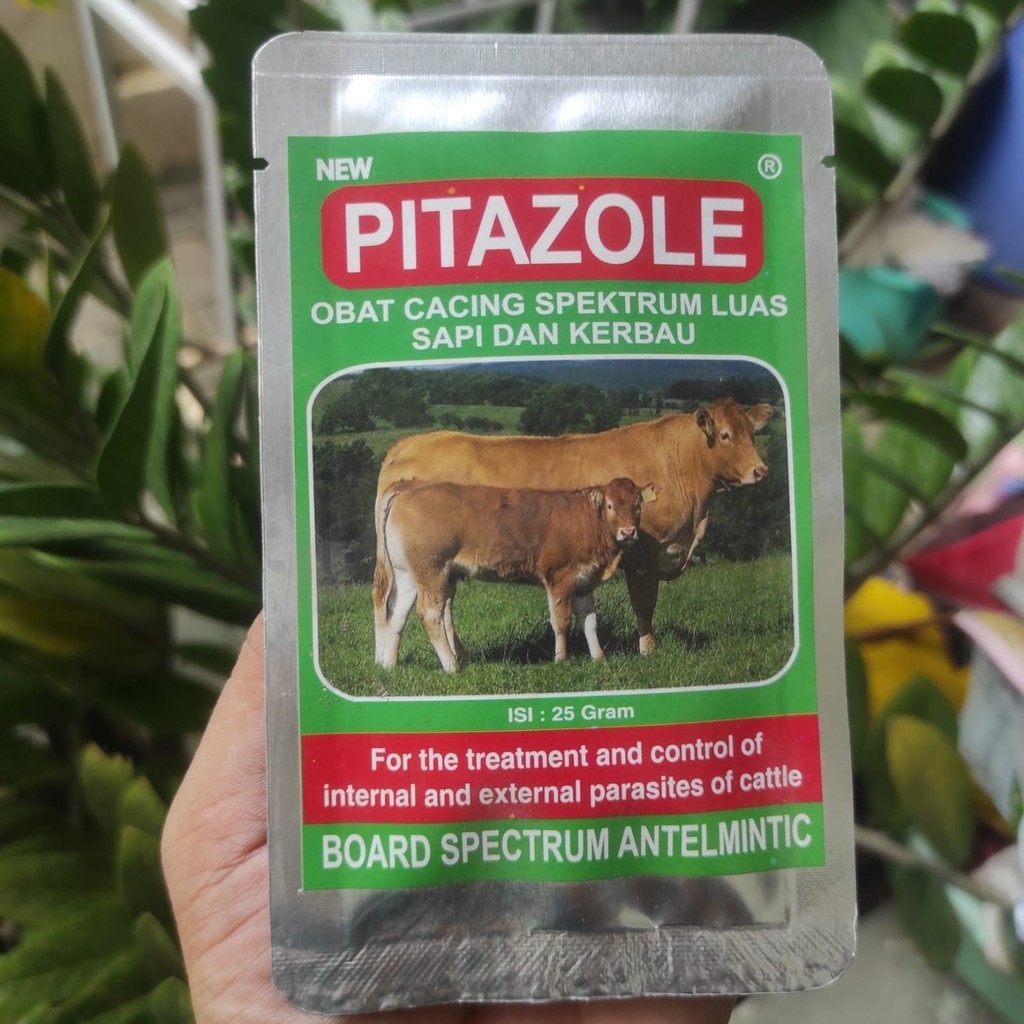 NEW
®
PITAZOLE
OBAT CACING SPEKTRUM LUAS
SAPI DAN KERBAU
ISI : 25 Gram
For the treatment and control of
internal and external parasites of cattle
BOARD SPECTRUM ANTELMINTIC